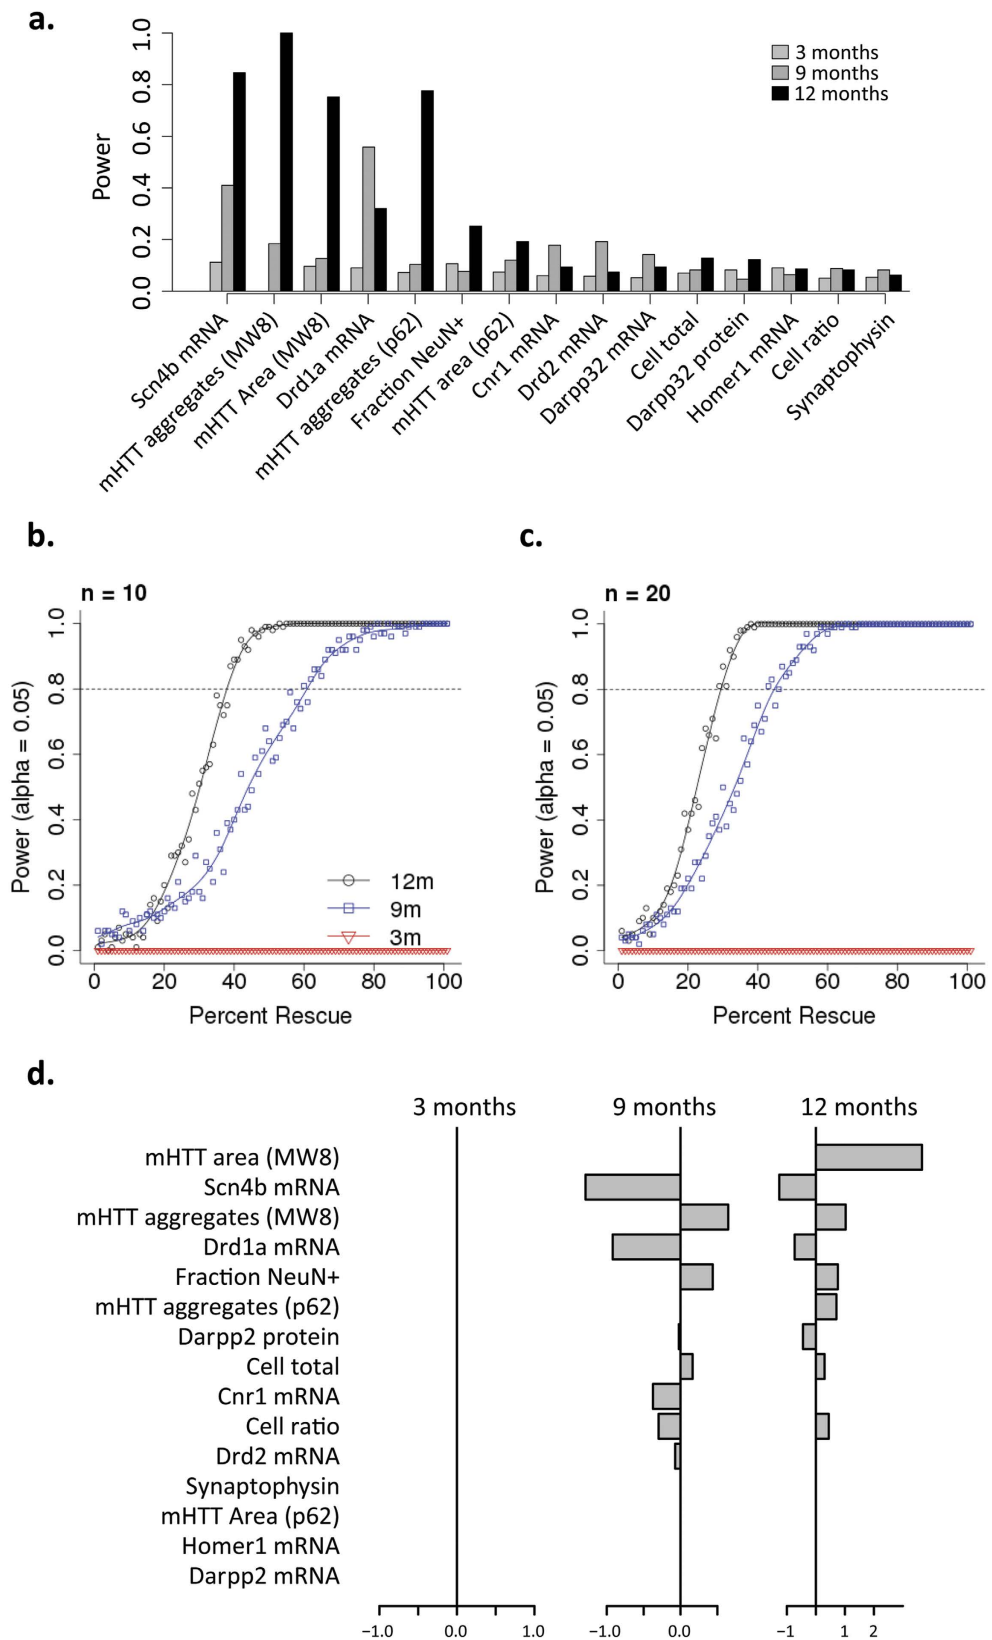 a.
Power
0.0 0.2 0.4 0.6 0.8 1.0
3 months
9 months
12 months
Scn4b mRNA
mHTT aggregates (MW8)
mHTT Area (MW8)
Drd1a mRNA
mHTT aggregates (p62)
Fraction NeuN+
mHTT area (p62)
Cnr1 mRNA
Drd2 mRNA
Darpp32 mRNA
Cell total
Darpp32 protein
Homer1 mRNA
Cell ratio
Synaptophysin
b.
n = 10
Power (alpha = 0.05)
0.0 0.2 0.4 0.6 0.8 1.0
12m
9m
3m
0 20 40 60 80 100
Percent Rescue
c.
n = 20
Power (alpha = 0.05)
0.0 0.2 0.4 0.6 0.8 1.0
0 20 40 60 80 100
Percent Rescue
d.
3 months 9 months 12 months
mHTT area (MW8)
Scn4b mRNA
mHTT aggregates (MW8)
Drd1a mRNA
Fraction NeuN+
mHTT aggregates (p62)
Darpp2 protein
Cell total
Cnr1 mRNA
Cell ratio
Drd2 mRNA
Synaptophysin
mHTT Area (p62)
Homer1 mRNA
Darpp2 mRNA
−1.0 0.0 1.0 −1.0 0.0 −1 1 2